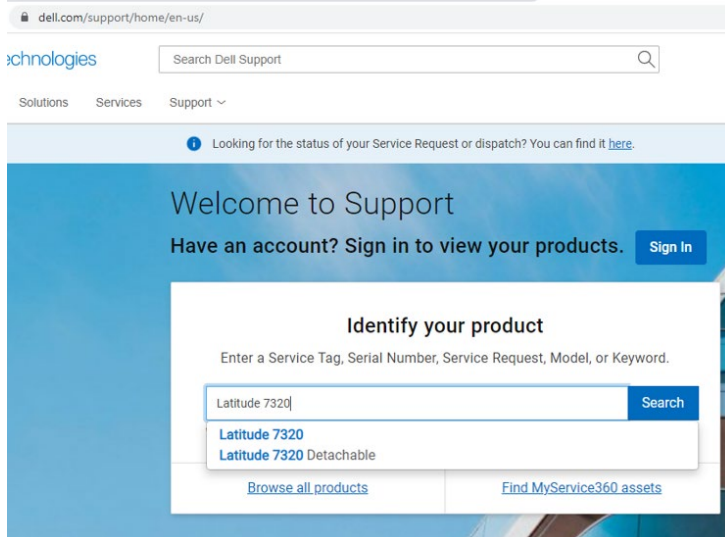 dell.com/support/home/en-us/
echnologies
Search Dell Support
Solutions Services Support
Looking for the status of your Service Request or dispatch? You can find it here.
Welcome to Support
Have an account? Sign in to view your products. Sign In
Identify your product
Enter a Service Tag, Serial Number, Service Request, Model, or Keyword.
Latitude 7320 Search
Latitude 7320
Latitude 7320 Detachable
Browse all products Find MyService360 assets